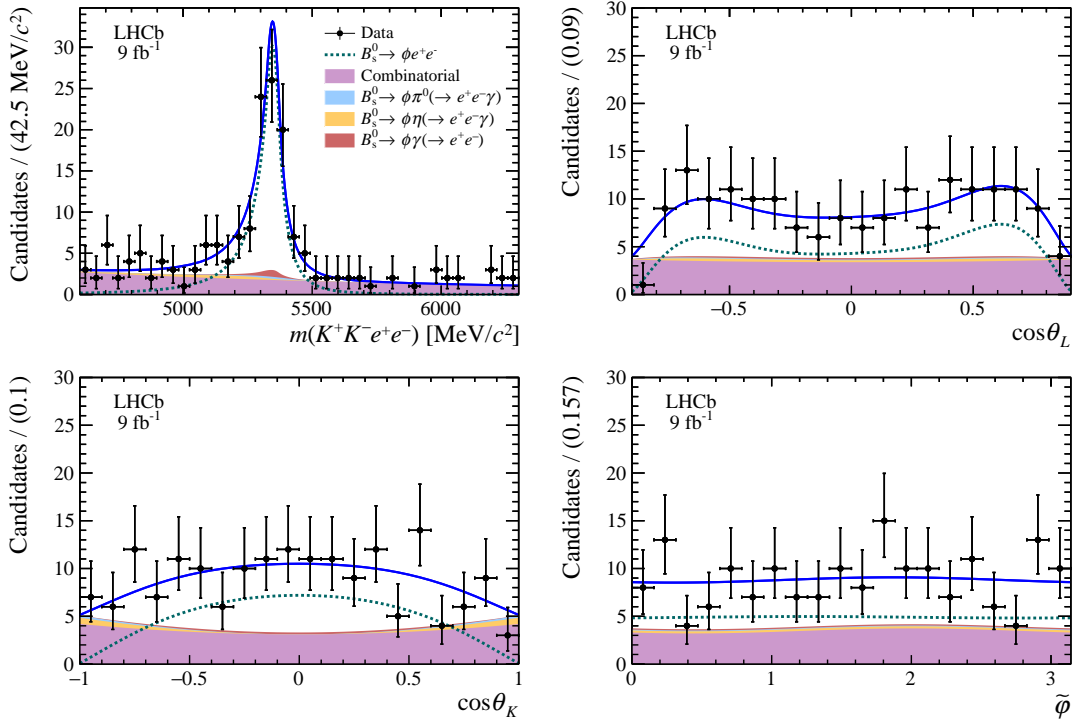 Candidates / (42.5 MeV/c²)
30
25
20
15
10
5
0
LHCb
9 fb⁻¹
Data
B⁰ₛ → φe⁺e⁻
Combinatorial
B⁰ₛ → φπ⁰(→ e⁺e⁻γ)
B⁰ₛ → φη(→ e⁺e⁻γ)
B⁰ₛ → φγ(→ e⁺e⁻)
5000 5500 6000
m(K⁺K⁻e⁺e⁻) [MeV/c²]
Candidates / (0.09)
30
25
20
15
10
5
0
LHCb
9 fb⁻¹
−0.5 0 0.5
cosθ_L
Candidates / (0.1)
30
25
20
15
10
5
0
LHCb
9 fb⁻¹
−1 −0.5 0 0.5 1
cosθ_K
Candidates / (0.157)
30
25
20
15
10
5
0
LHCb
9 fb⁻¹
0 1 2 3
φ̃